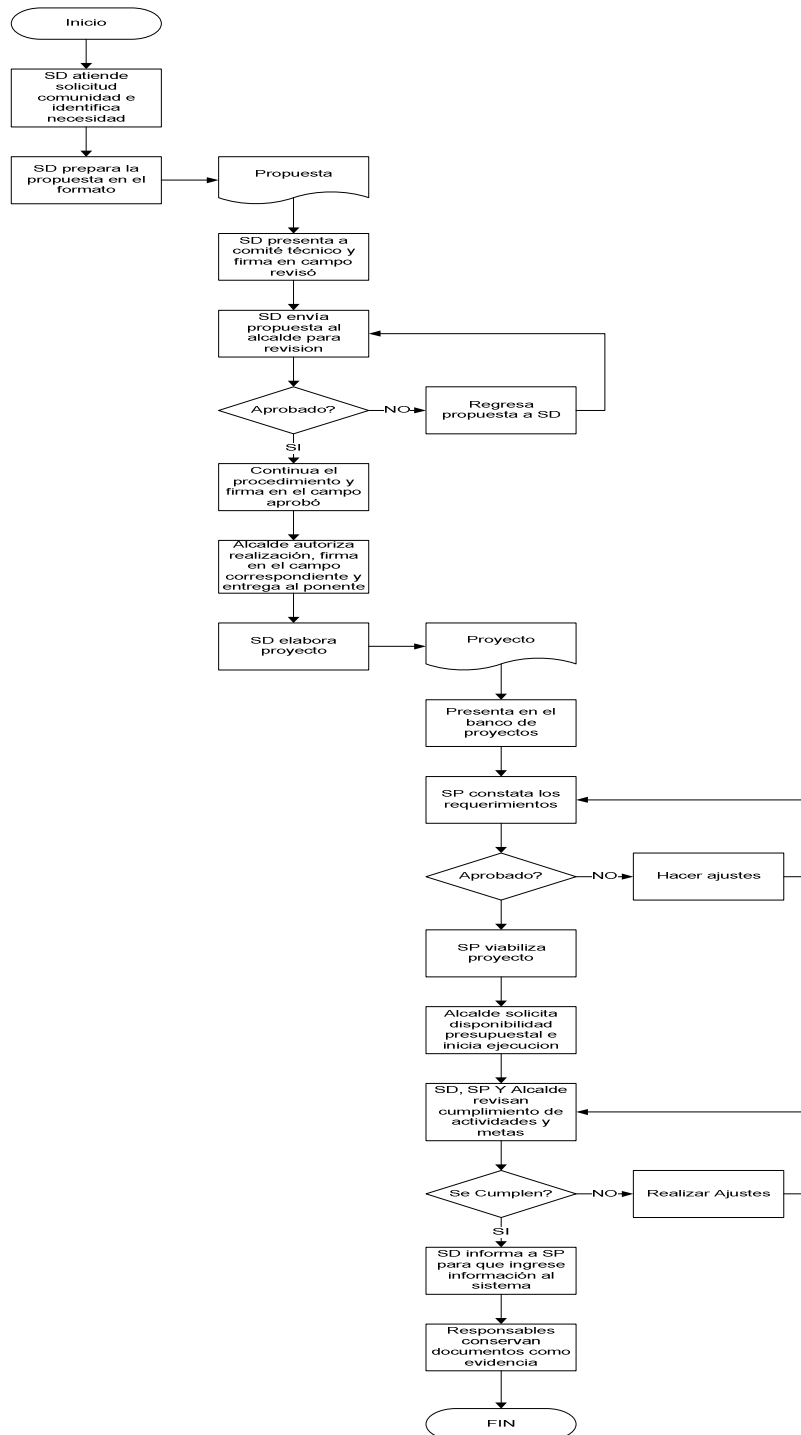 Inicio
SD atiende
solicitud
comunidad e
identifica
necesidad
SD prepara la
propuesta en el
formato
Propuesta
SD presenta a
comité técnico y
firma en campo
revisó
SD envía
propuesta al
alcalde para
revision
Aprobado?
NO
Regresa
propuesta a SD
SI
Continua el
procedimiento y
firma en el campo
aprobó
Alcalde autoriza
realización, firma
en el campo
correspondiente y
entrega al ponente
SD elabora
proyecto
Proyecto
Presenta en el
banco de
proyectos
SP constata los
requerimientos
Aprobado?
NO
Hacer ajustes
SP viabiliza
proyecto
Alcalde solicita
disponibilidad
presupuestal e
inicia ejecucion
SD, SP Y Alcalde
revisan
cumplimiento de
actividades y
metas
Se Cumplen?
NO
Realizar Ajustes
SI
SD informa a SP
para que ingrese
información al
sistema
Responsables
conservan
documentos como
evidencia
FIN